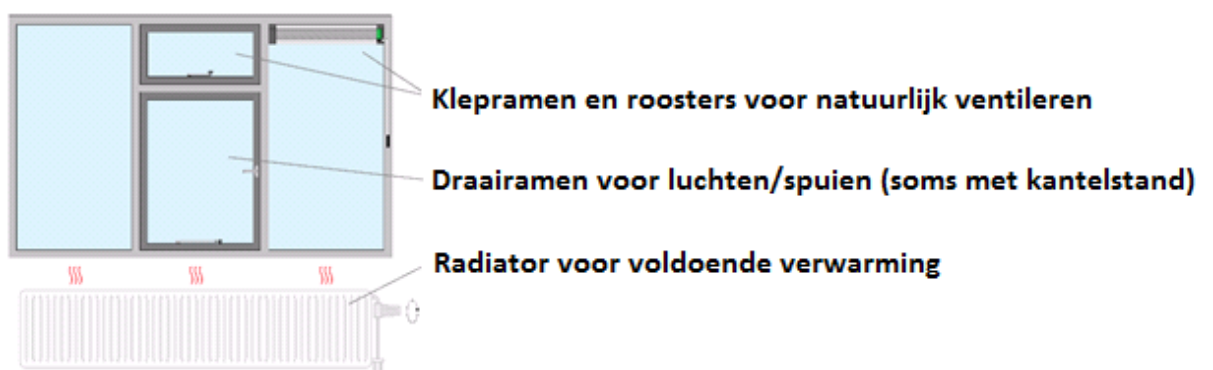 Klepramen en roosters voor natuurlijk ventileren
Draairamen voor luchten/spuien (soms met kantelstand)
Radiator voor voldoende verwarming